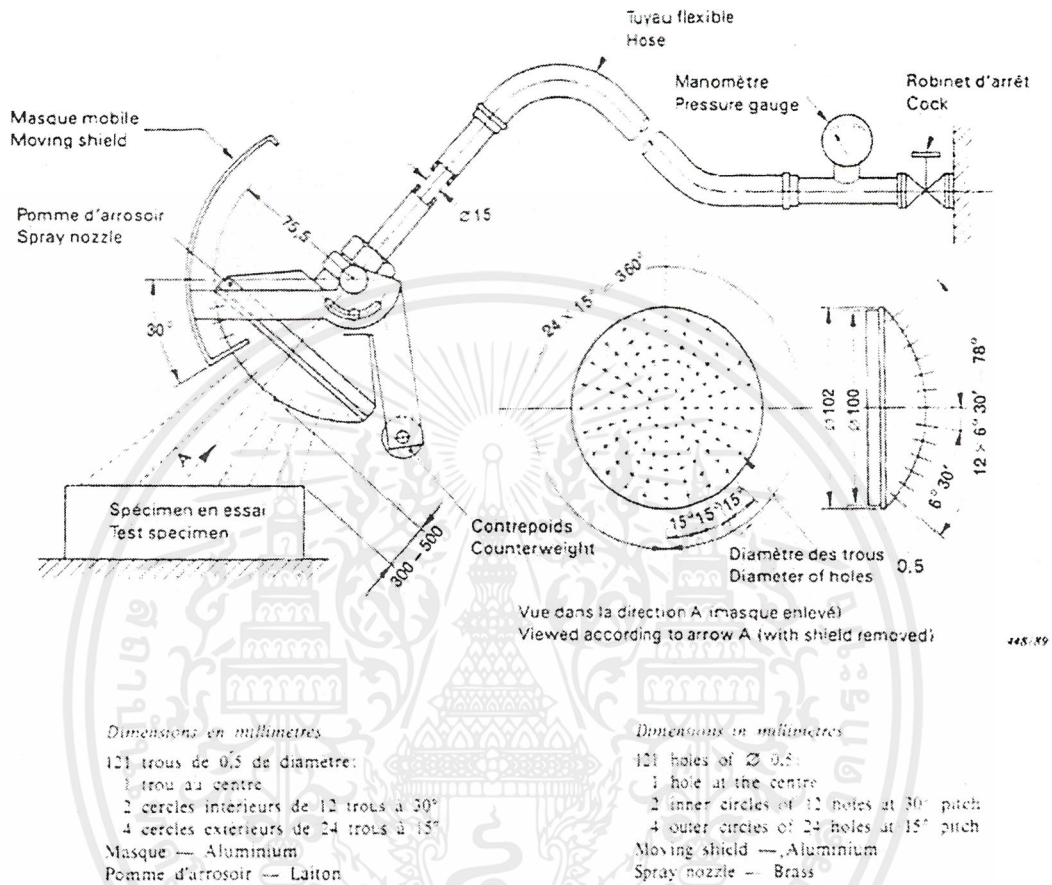 Tuyau flexible
Hose
Manomètre
Pressure gauge
Robinet d'arrêt
Cock
Masque mobile
Moving shield
Pomme d'arrosoir
Spray nozzle
75,5
Ø15
30°
24 × 15° = 360°
Ø102
Ø100
78°
12 × 6° 30'
6° 30'
A
Spécimen en essai
Test specimen
300 – 500
Contrepoids
Counterweight
15° 15° 15°
Diamètre des trous
Diameter of holes
0,5
Vue dans la direction A (masque enlevé)
Viewed according to arrow A (with shield removed)
448/89
Dimensions en millimètres
121 trous de 0,5 de diamètre:
1 trou au centre
2 cercles intérieurs de 12 trous à 30°
4 cercles extérieurs de 24 trous à 15°
Masque — Aluminium
Pomme d'arrosoir — Laiton
Dimensions in millimetres
121 holes of Ø 0,5:
1 hole at the centre
2 inner circles of 12 holes at 30° pitch
4 outer circles of 24 holes at 15° pitch
Moving shield — Aluminium
Spray nozzle — Brass